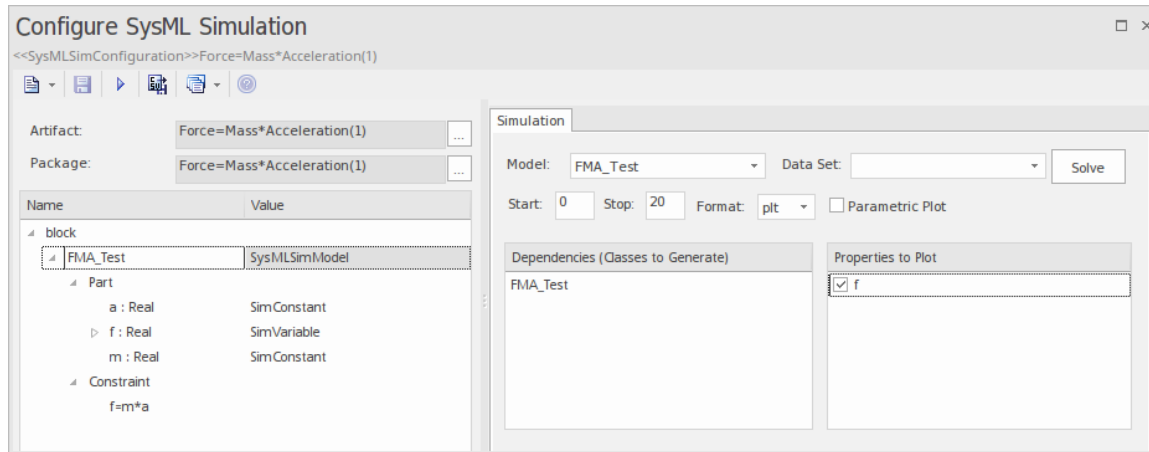 Configure SysML Simulation
<<SysMLSimConfiguration>>Force=Mass*Acceleration(1)
Artifact: Force=Mass*Acceleration(1) ...
Package: Force=Mass*Acceleration(1) ...
Name Value
block
FMA_Test SysMLSimModel
Part
a : Real SimConstant
f : Real SimVariable
m : Real SimConstant
Constraint
f=m*a
Simulation
Model: FMA_Test Data Set: Solve
Start: 0 Stop: 20 Format: plt Parametric Plot
Dependencies (Classes to Generate) Properties to Plot
FMA_Test f